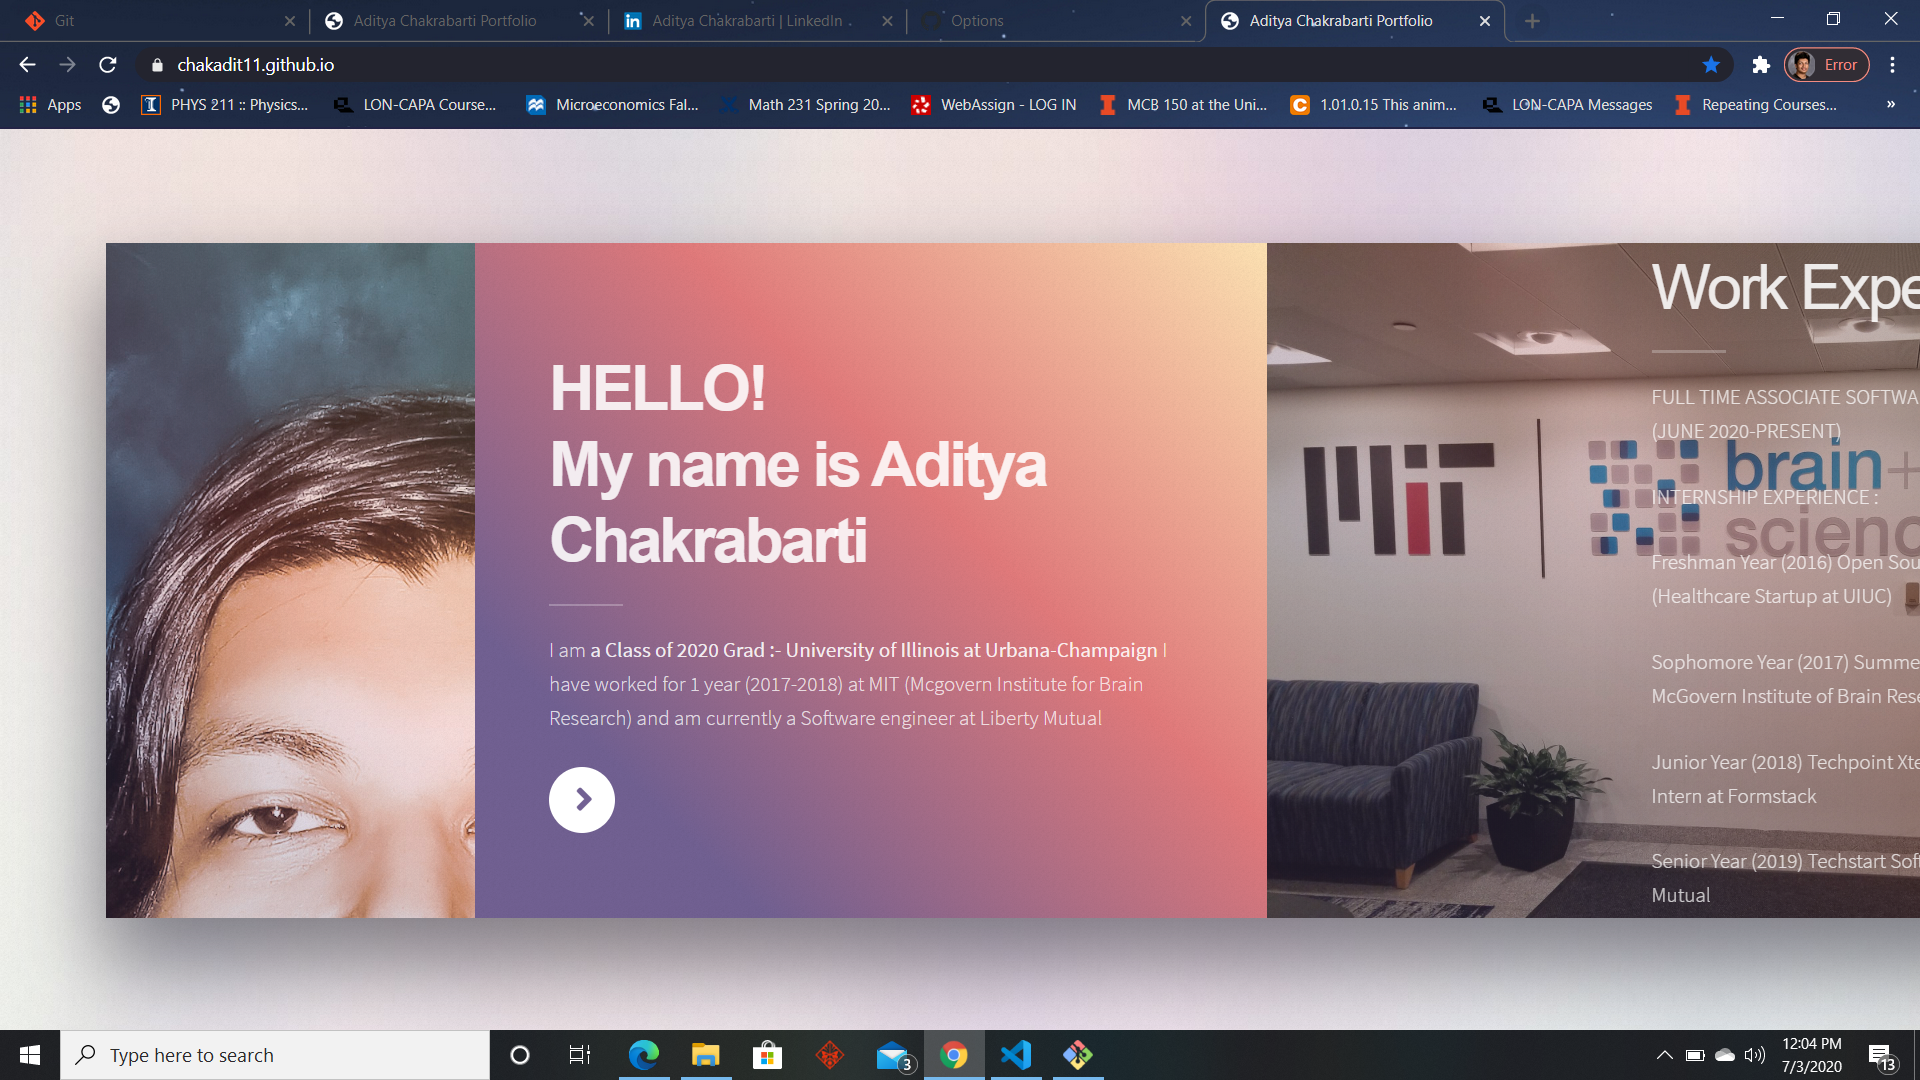 Git
Aditya Chakrabarti Portfolio
Aditya Chakrabarti | LinkedIn
Options
Aditya Chakrabarti Portfolio
chakadit11.github.io
Error
Apps
PHYS 211 :: Physics...
LON-CAPA Course...
Microeconomics Fal...
Math 231 Spring 20...
WebAssign - LOG IN
MCB 150 at the Uni...
1.01.0.15 This anim...
LON-CAPA Messages
Repeating Courses...
»
HELLO!
My name is Aditya
Chakrabarti
I am a Class of 2020 Grad :- University of Illinois at Urbana-Champaign I
have worked for 1 year (2017-2018) at MIT (Mcgovern Institute for Brain
Research) and am currently a Software engineer at Liberty Mutual
MIT
brain+
scienc
Work Expe
FULL TIME ASSOCIATE SOFTWA
(JUNE 2020-PRESENT)
INTERNSHIP EXPERIENCE :
Freshman Year (2016) Open Sou
(Healthcare Startup at UIUC)
Sophomore Year (2017) Summe
McGovern Institute of Brain Rese
Junior Year (2018) Techpoint Xte
Intern at Formstack
Senior Year (2019) Techstart Soft
Mutual
Type here to search
3
12:04 PM
7/3/2020
13